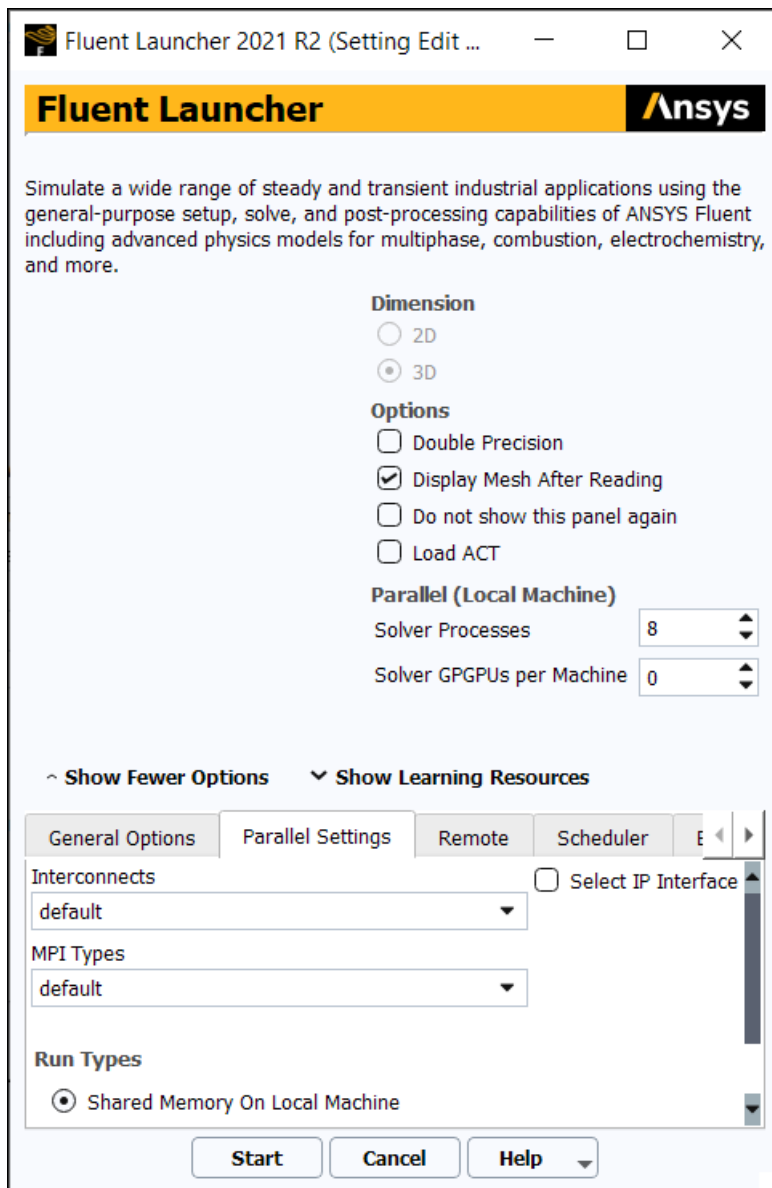 Fluent Launcher 2021 R2 (Setting Edit ...
Fluent Launcher
Ansys
Simulate a wide range of steady and transient industrial applications using the
general-purpose setup, solve, and post-processing capabilities of ANSYS Fluent
including advanced physics models for multiphase, combustion, electrochemistry,
and more.
Dimension
2D
3D
Options
Double Precision
Display Mesh After Reading
Do not show this panel again
Load ACT
Parallel (Local Machine)
Solver Processes 8
Solver GPGPUs per Machine 0
Show Fewer Options Show Learning Resources
General Options Parallel Settings Remote Scheduler
Interconnects Select IP Interface
default
MPI Types
default
Run Types
Shared Memory On Local Machine
Start Cancel Help